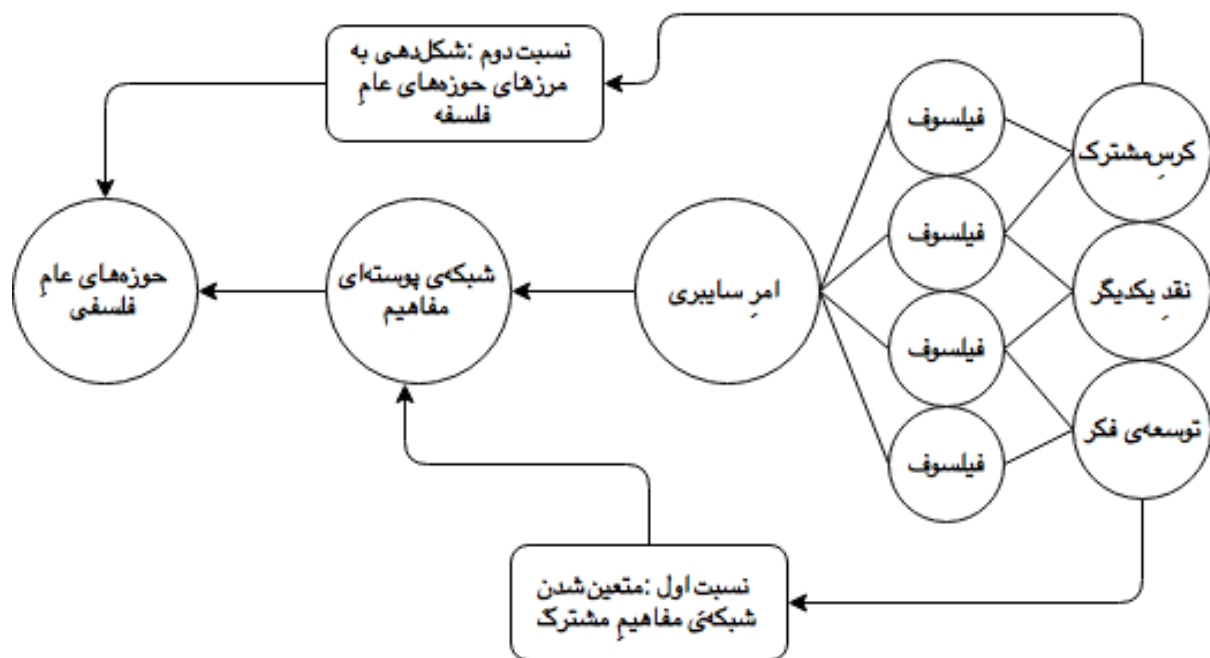 نسبت دوم :شکل‌دهی به
مرزهای حوزه‌های عامِ
فلسفه
فیلسوف
کرسِ‌مشترک
فیلسوف
حوزه‌های عامِ
فلسفی
شبکه‌ی پوسته‌ای
مفاهیم
امرِ سایبری
نقدِ یکدیگر
فیلسوف
توسعه‌ی فکر
فیلسوف
نسبت اول :متعین‌شدن
شبکه‌ی مفاهیمِ مشترک